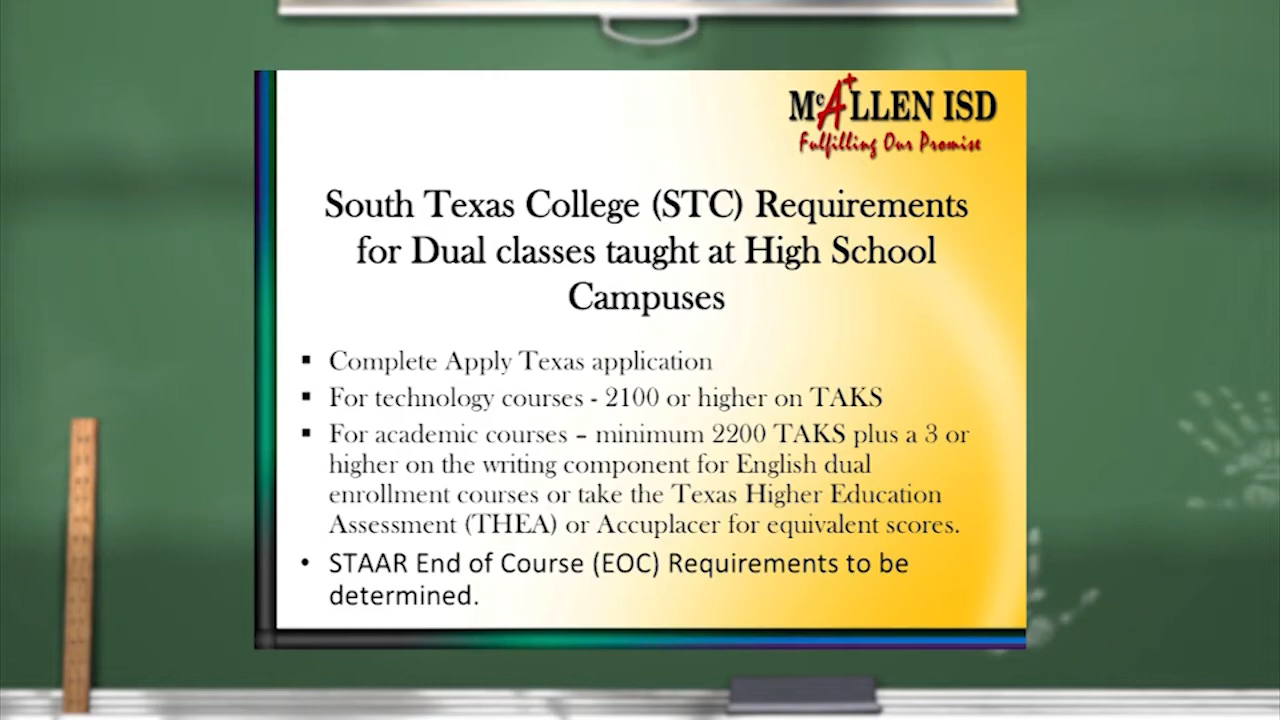 McALLEN ISD
Fulfilling Our Promise
South Texas College (STC) Requirements
for Dual classes taught at High School
Campuses
▪ Complete Apply Texas application
▪ For technology courses - 2100 or higher on TAKS
▪ For academic courses – minimum 2200 TAKS plus a 3 or
higher on the writing component for English dual
enrollment courses or take the Texas Higher Education
Assessment (THEA) or Accuplacer for equivalent scores.
• STAAR End of Course (EOC) Requirements to be
determined.